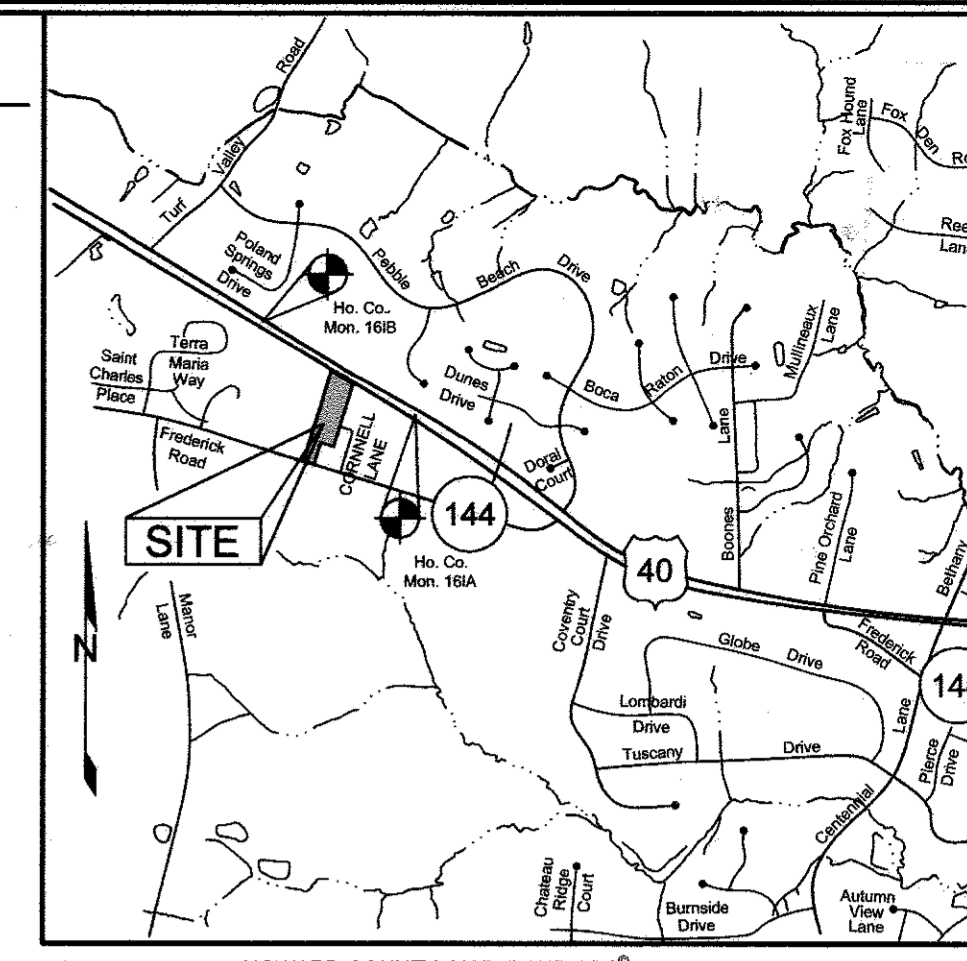 Road
Valley
Turf
Fox Hound
Lane
Fox
Den
Poland
Springs
Drive
Pebble
Beach
Drive
Ho. Co.
Mon. 16IB
Terra
Maria
Way
Saint
Charles
Place
Frederick
Road
CORNNELL
LANE
Dunes
Drive
Boca
Raton
Drive
Mullineaux
Lane
Lane
Boones
Doral
Court
144
SITE
Ho. Co.
Mon. 16IA
40
Pine Orchard
Lane
Bethany
Manor
Lane
N
Coventry
Court
Drive
Globe
Drive
Frederick
Road
Lombardi
Drive
Tuscany
Drive
Lane
Pierce
Drive
Centennial
Chateau
Ridge
Court
Burnside
Drive
Autumn
View
Lane